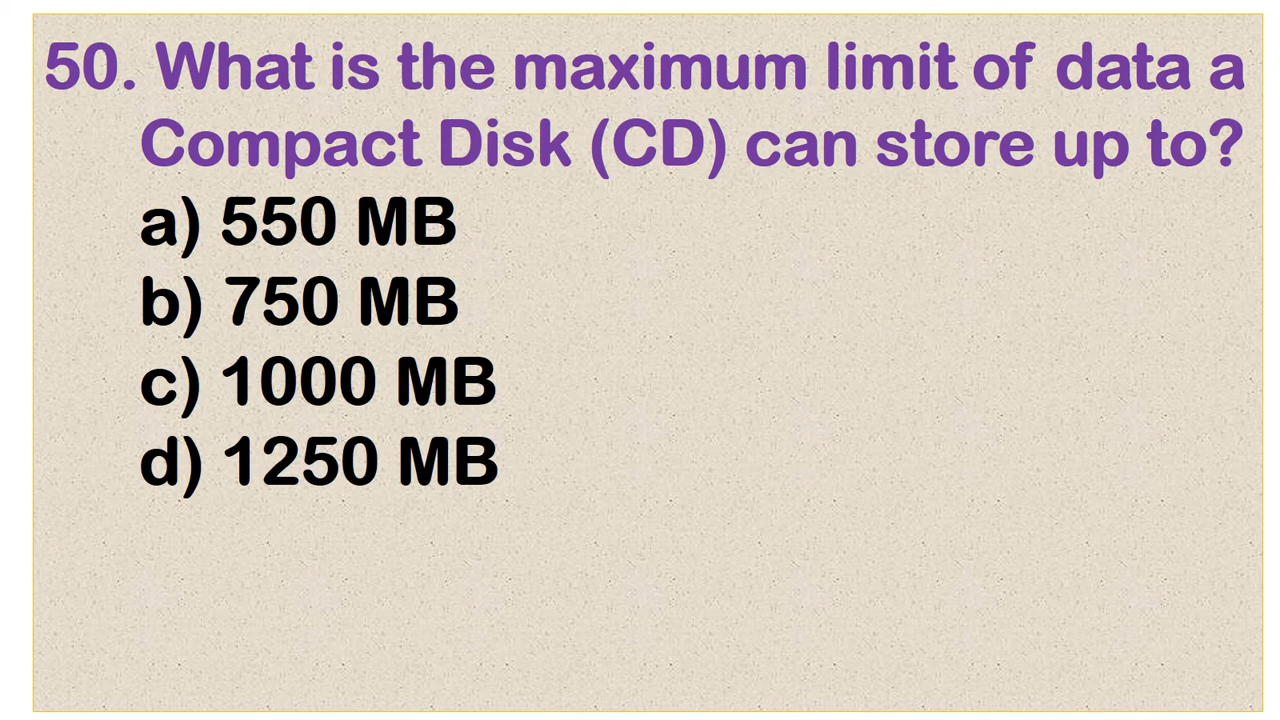 50. What is the maximum limit of data a
Compact Disk (CD) can store up to?
a) 550 MB
b) 750 MB
c) 1000 MB
d) 1250 MB